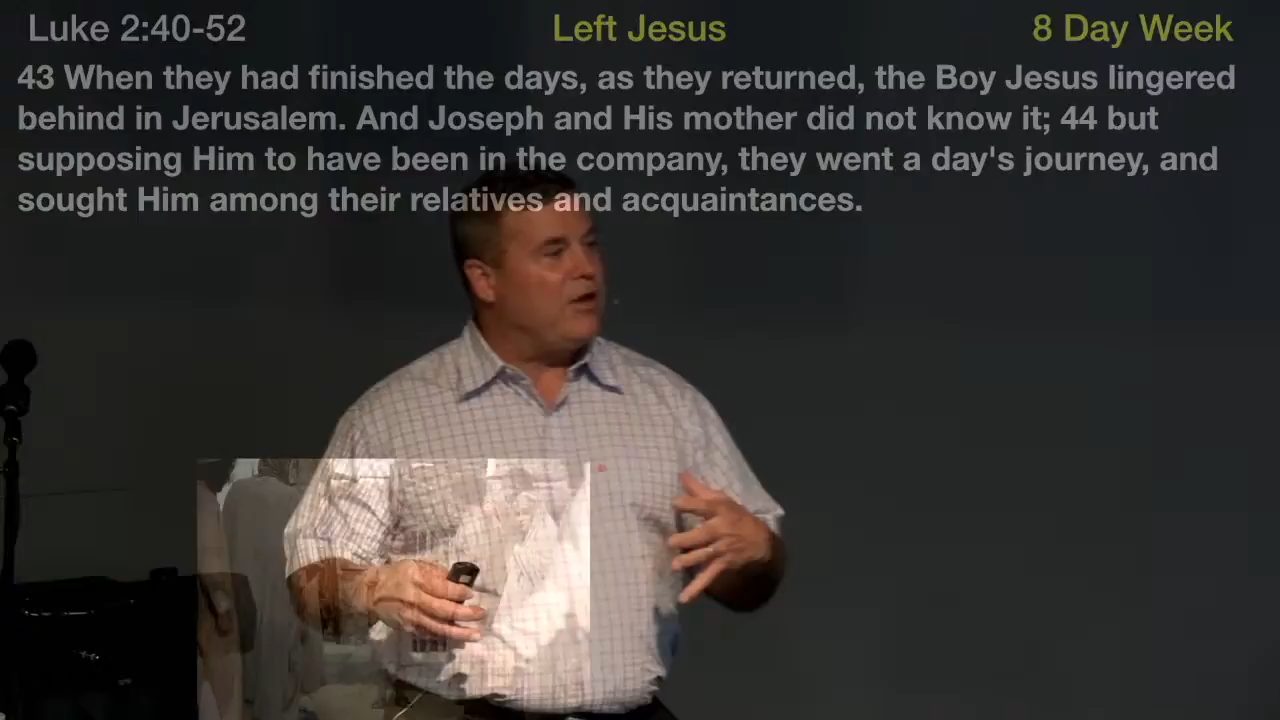 Luke 2:40-52 Left Jesus 8 Day Week
43 When they had finished the days, as they returned, the Boy Jesus lingered
behind in Jerusalem. And Joseph and His mother did not know it; 44 but
supposing Him to have been in the company, they went a day's journey, and
sought Him among their relatives and acquaintances.